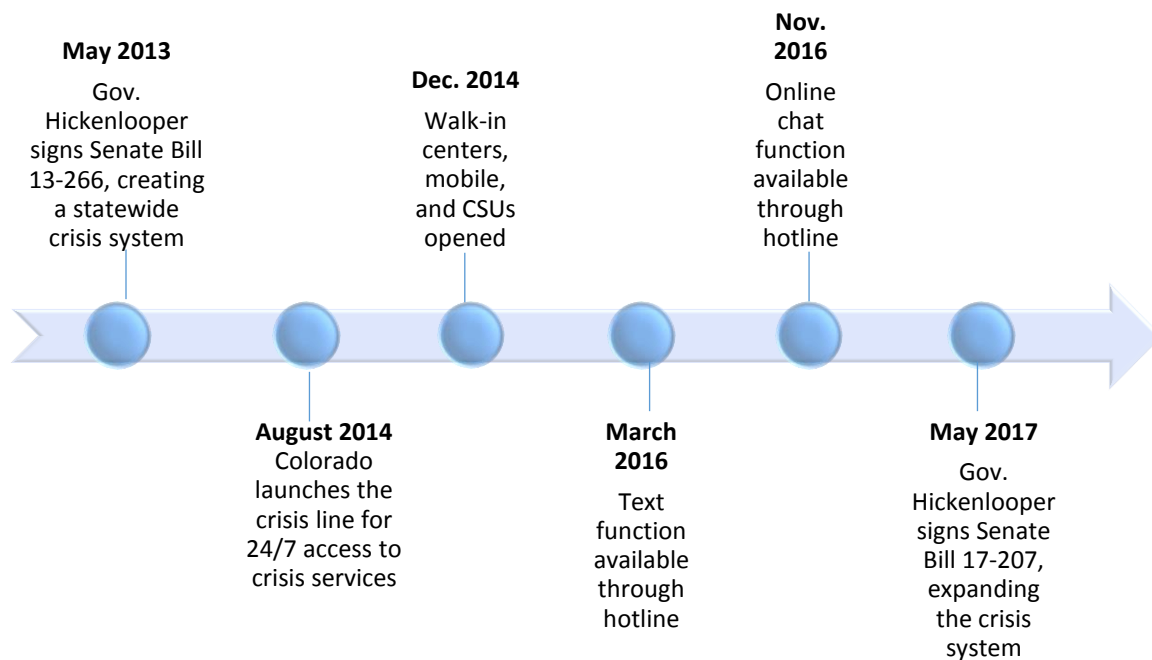 May 2013
Gov.
Hickenlooper
signs Senate Bill
13-266, creating
a statewide
crisis system
August 2014
Colorado
launches the
crisis line for
24/7 access to
crisis services
Dec. 2014
Walk-in
centers,
mobile,
and CSUs
opened
March
2016
Text
function
available
through
hotline
Nov.
2016
Online
chat
function
available
through
hotline
May 2017
Gov.
Hickenlooper
signs Senate
Bill 17-207,
expanding
the crisis
system